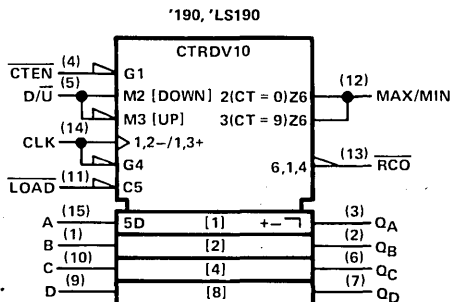 '190, 'LS190
CTRDV10
CTEN (4) G1
D/U (5) M2 [DOWN] 2(CT = 0)Z6 (12) MAX/MIN
M3 [UP] 3(CT = 9)Z6
CLK (14) 1,2−/1,3+
G4 6,1,4 (13) RCO
LOAD (11) C5
A (15) 5D [1] +− (3) QA
B (1) [2] (2) QB
C (10) [4] (6) QC
D (9) [8] (7) QD